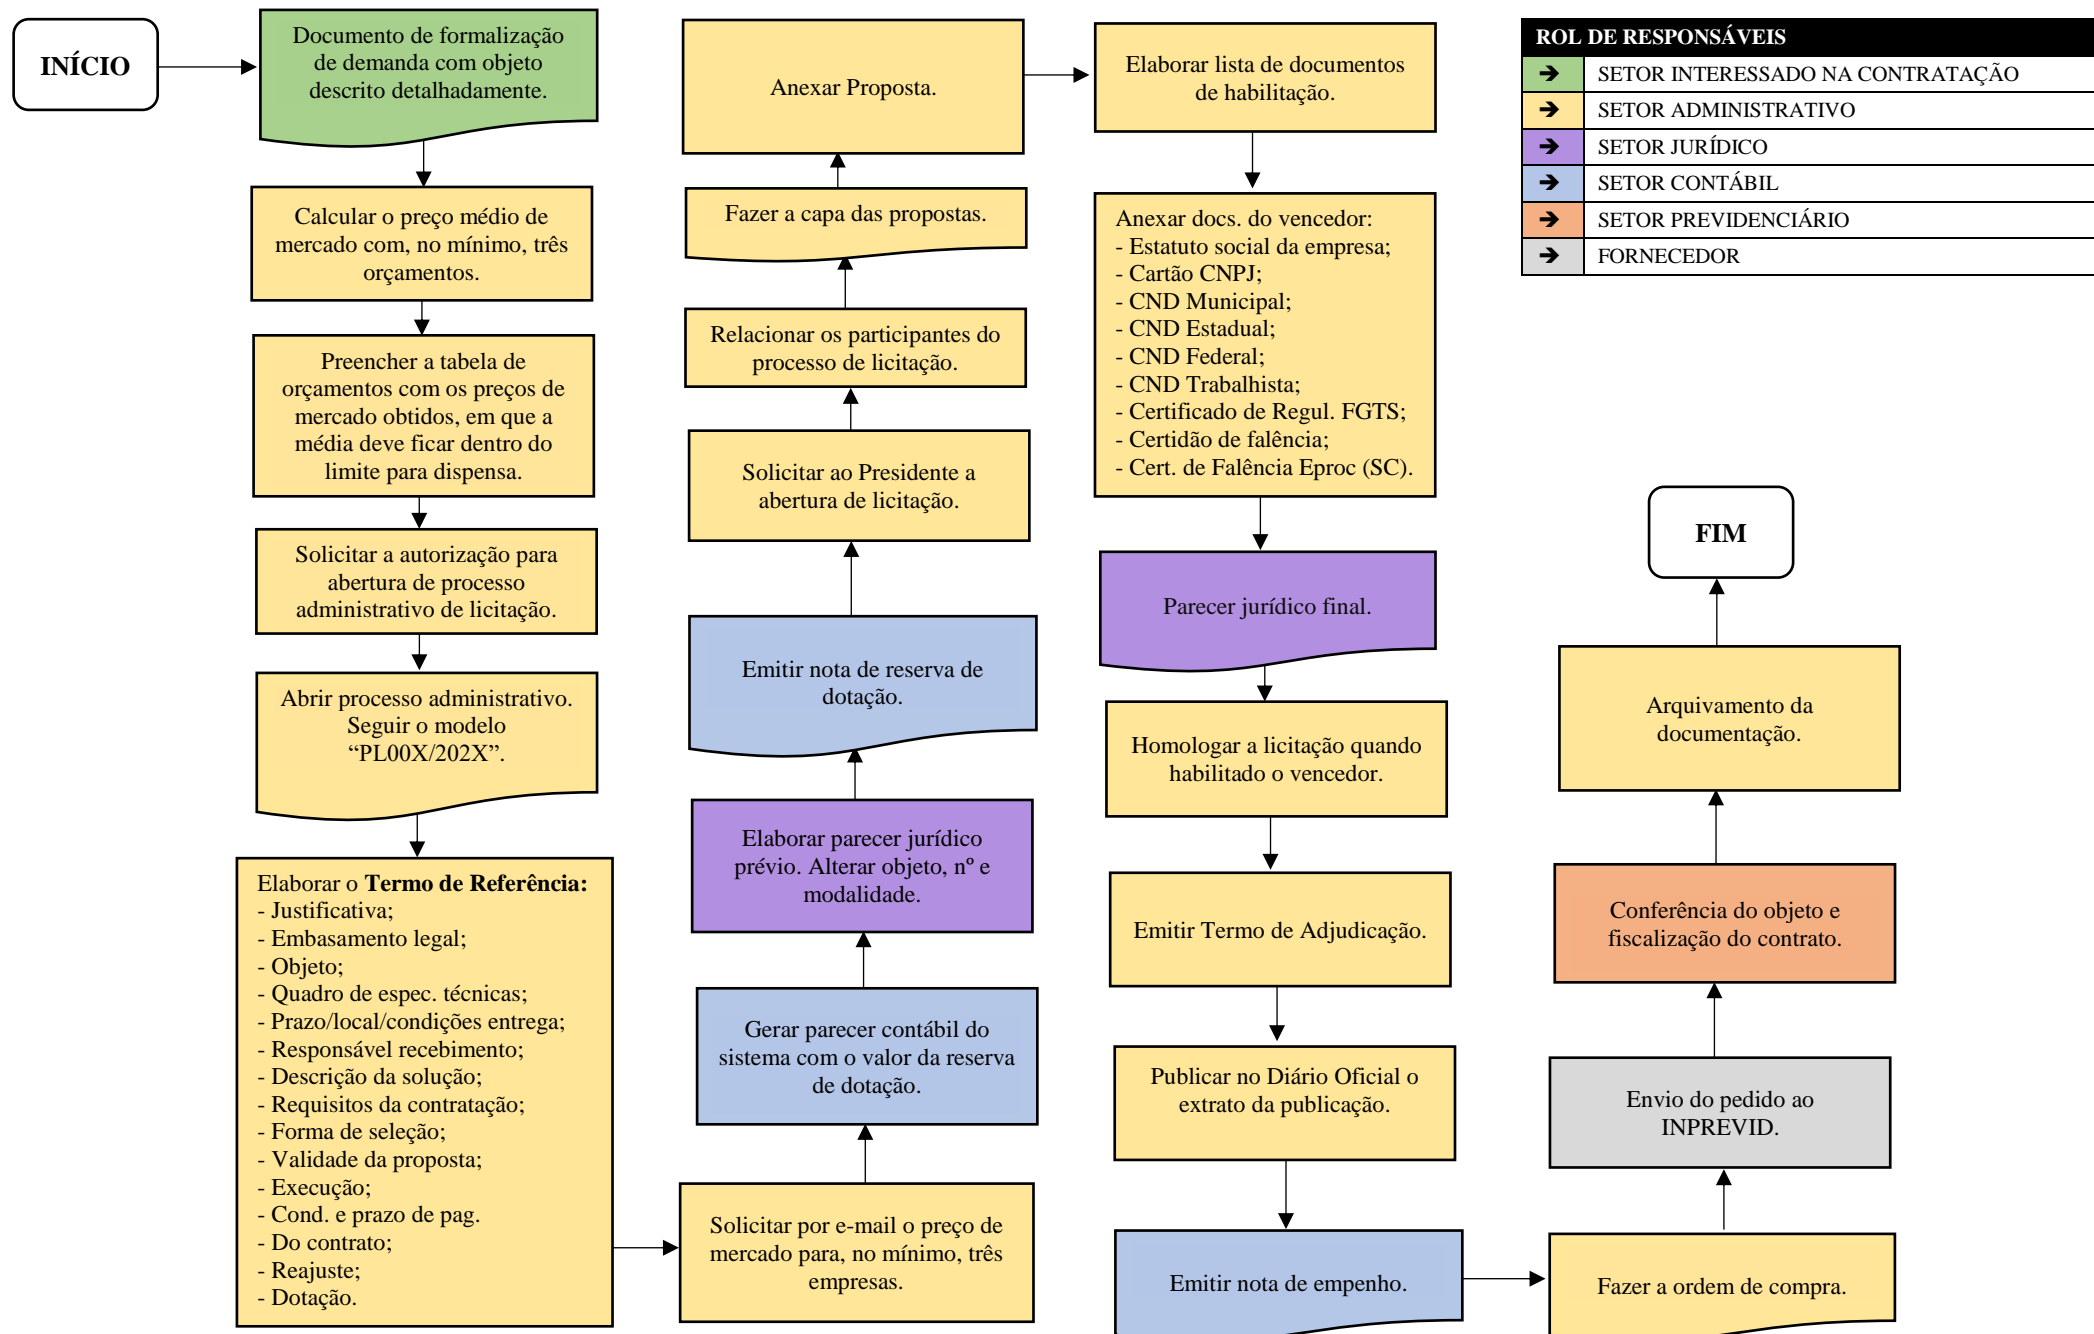 INÍCIO
Documento de formalização
de demanda com objeto
descrito detalhadamente.
Calcular o preço médio de
mercado com, no mínimo, três
orçamentos.
Preencher a tabela de
orçamentos com os preços de
mercado obtidos, em que a
média deve ficar dentro do
limite para dispensa.
Solicitar a autorização para
abertura de processo
administrativo de licitação.
Abrir processo administrativo.
Seguir o modelo
“PL00X/202X”.
Elaborar o Termo de Referência:
- Justificativa;
- Embasamento legal;
- Objeto;
- Quadro de espec. técnicas;
- Prazo/local/condições entrega;
- Responsável recebimento;
- Descrição da solução;
- Requisitos da contratação;
- Forma de seleção;
- Validade da proposta;
- Execução;
- Cond. e prazo de pag.
- Do contrato;
- Reajuste;
- Dotação.
Solicitar por e-mail o preço de
mercado para, no mínimo, três
empresas.
Gerar parecer contábil do
sistema com o valor da reserva
de dotação.
Elaborar parecer jurídico
prévio. Alterar objeto, nº e
modalidade.
Emitir nota de reserva de
dotação.
Solicitar ao Presidente a
abertura de licitação.
Relacionar os participantes do
processo de licitação.
Fazer a capa das propostas.
Anexar Proposta.
Elaborar lista de documentos
de habilitação.
Anexar docs. do vencedor:
- Estatuto social da empresa;
- Cartão CNPJ;
- CND Municipal;
- CND Estadual;
- CND Federal;
- CND Trabalhista;
- Certificado de Regul. FGTS;
- Certidão de falência;
- Cert. de Falência Eproc (SC).
Parecer jurídico final.
Homologar a licitação quando
habilitado o vencedor.
Emitir Termo de Adjudicação.
Publicar no Diário Oficial o
extrato da publicação.
Emitir nota de empenho.
Fazer a ordem de compra.
Envio do pedido ao
INPREVID.
Conferência do objeto e
fiscalização do contrato.
Arquivamento da
documentação.
FIM
ROL DE RESPONSÁVEIS
➔ SETOR INTERESSADO NA CONTRATAÇÃO
➔ SETOR ADMINISTRATIVO
➔ SETOR JURÍDICO
➔ SETOR CONTÁBIL
➔ SETOR PREVIDENCIÁRIO
➔ FORNECEDOR